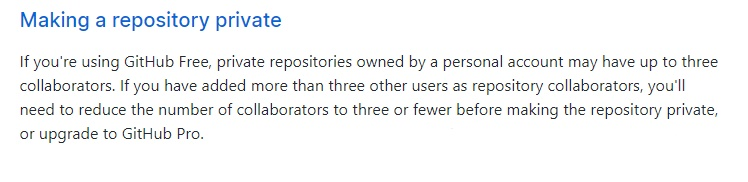 Making a repository private
If you're using GitHub Free, private repositories owned by a personal account may have up to three
collaborators. If you have added more than three other users as repository collaborators, you'll
need to reduce the number of collaborators to three or fewer before making the repository private,
or upgrade to GitHub Pro.